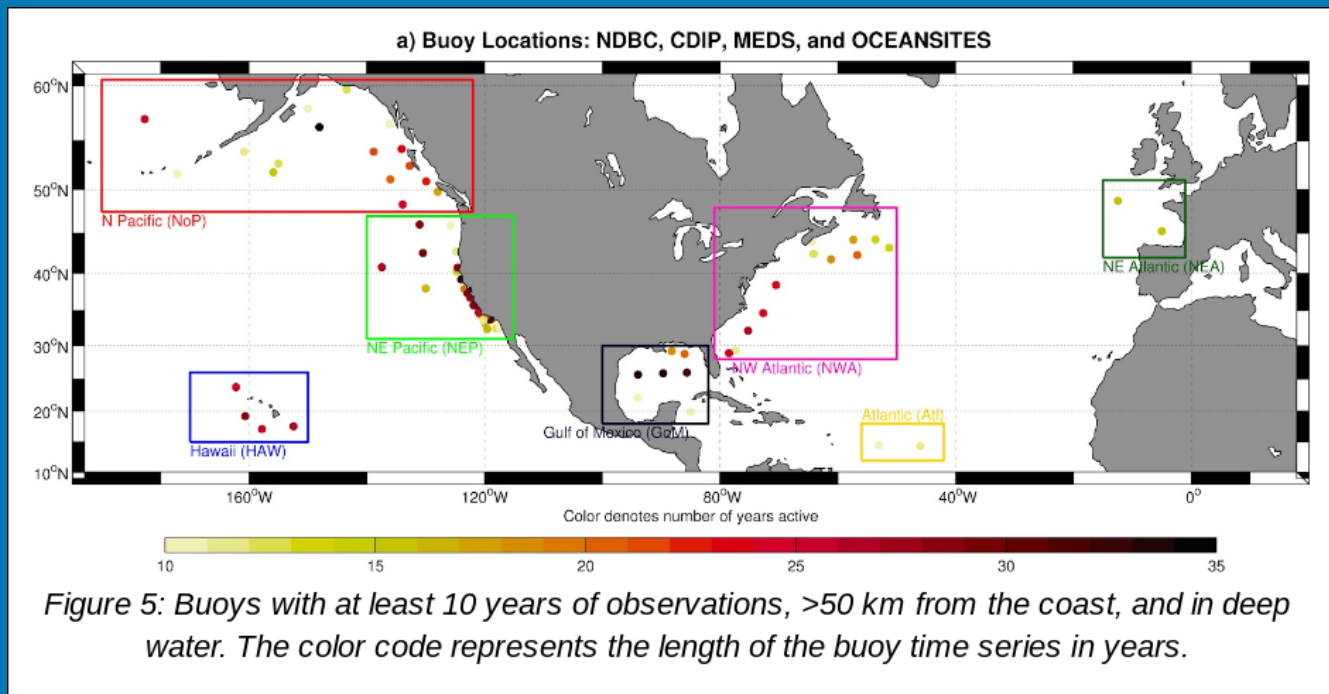 a) Buoy Locations: NDBC, CDIP, MEDS, and OCEANSITES
60°N
50°N
40°N
30°N
20°N
10°N
N Pacific (NoP)
NE Pacific (NEP)
Hawaii (HAW)
Gulf of Mexico (GoM)
NW Atlantic (NWA)
Atlantic (Atl)
NE Atlantic (NEA)
160°W
120°W
80°W
40°W
0°
Color denotes number of years active
10
15
20
25
30
35
Figure 5: Buoys with at least 10 years of observations, >50 km from the coast, and in deep
water. The color code represents the length of the buoy time series in years.